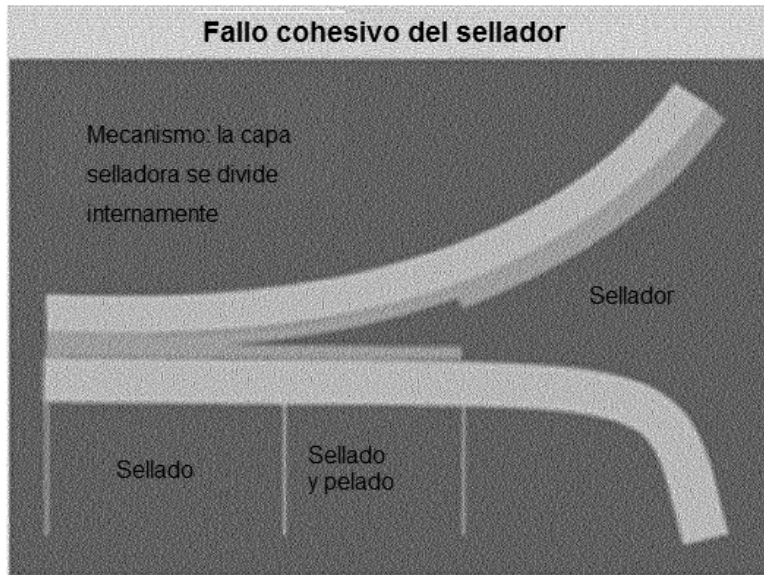 Fallo cohesivo del sellador
Mecanismo: la capa
selladora se divide
internamente
Sellador
Sellado
Sellado
y pelado